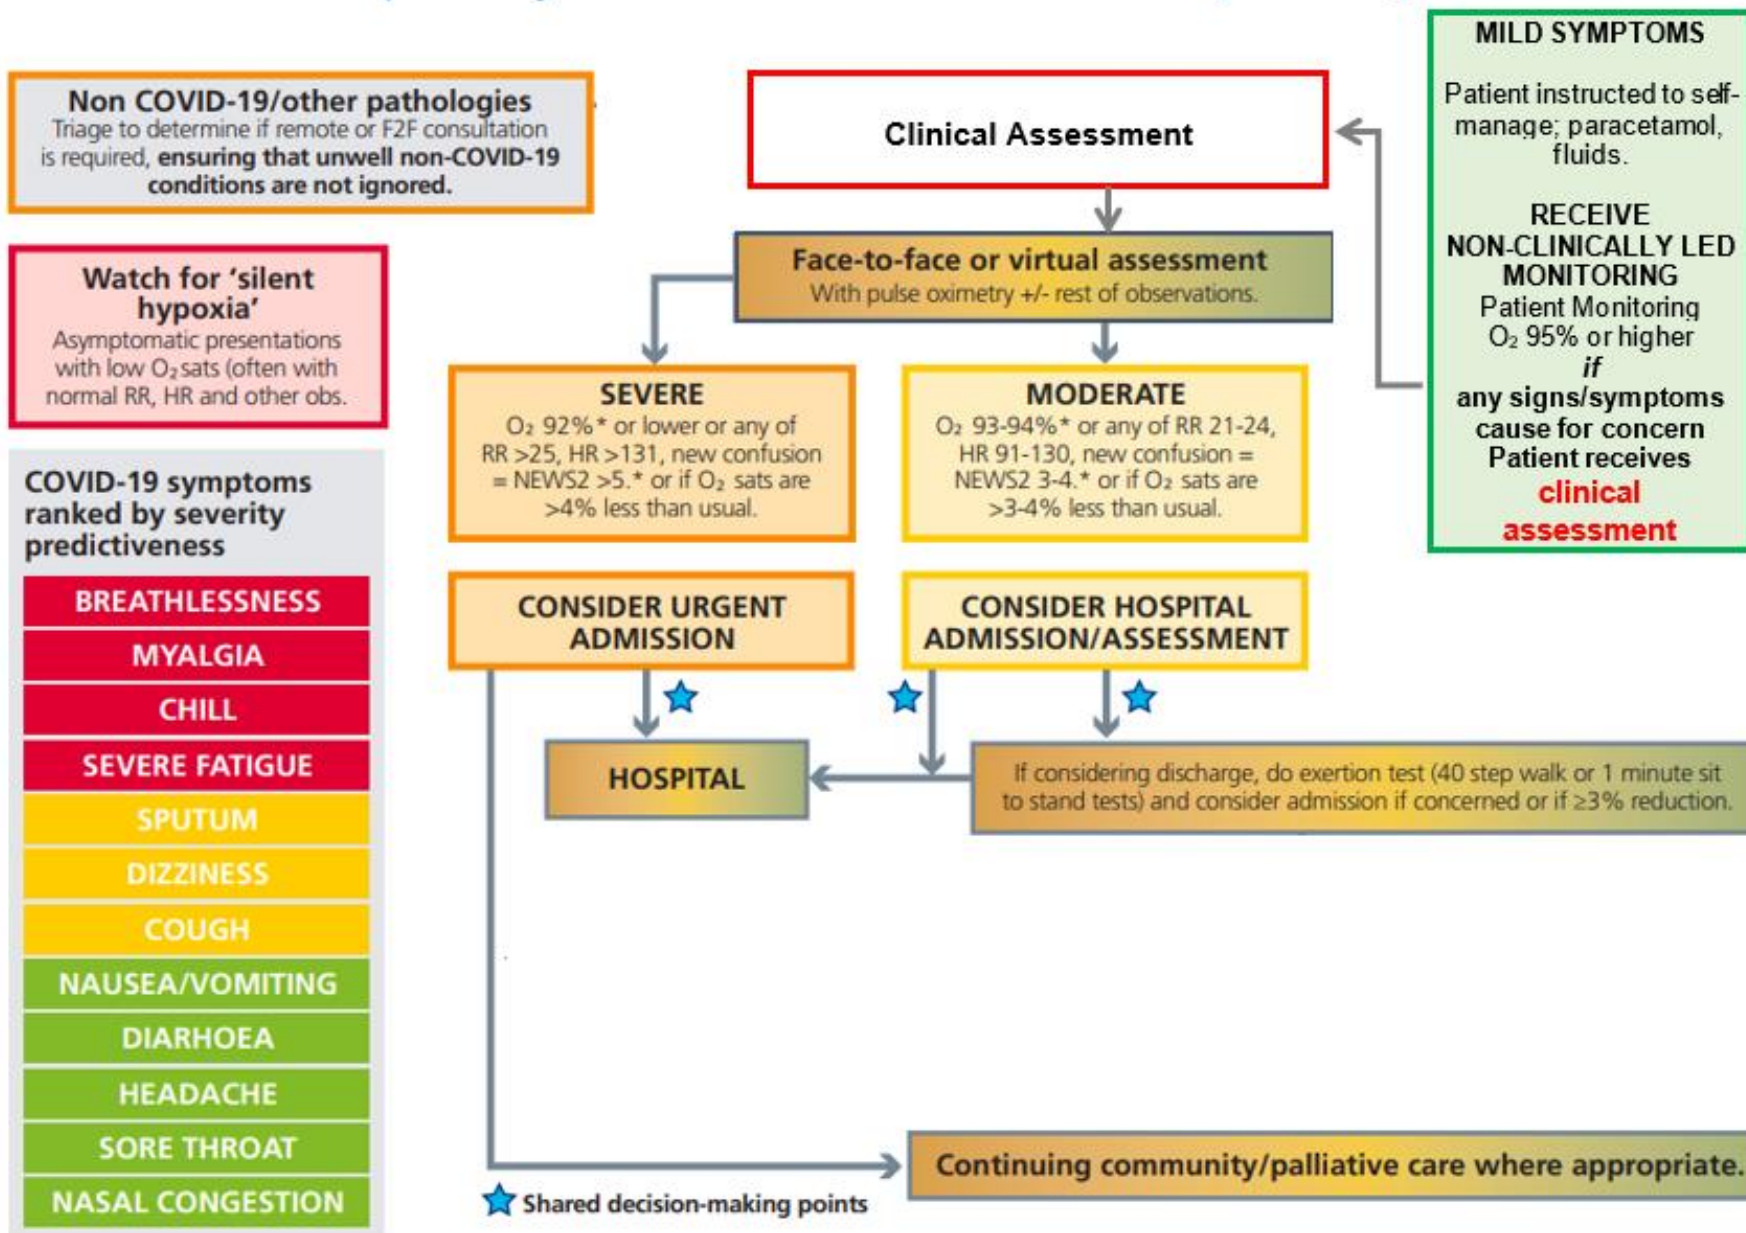 Non COVID-19/other pathologies
Triage to determine if remote or F2F consultation
is required, ensuring that unwell non-COVID-19
conditions are not ignored.
Watch for ‘silent
hypoxia’
Asymptomatic presentations
with low O₂ sats (often with
normal RR, HR and other obs.
COVID-19 symptoms
ranked by severity
predictiveness
BREATHLESSNESS
MYALGIA
CHILL
SEVERE FATIGUE
SPUTUM
DIZZINESS
COUGH
NAUSEA/VOMITING
DIARHOEA
HEADACHE
SORE THROAT
NASAL CONGESTION
Clinical Assessment
Face-to-face or virtual assessment
With pulse oximetry +/- rest of observations.
SEVERE
O₂ 92%* or lower or any of
RR >25, HR >131, new confusion
= NEWS2 >5.* or if O₂ sats are
>4% less than usual.
MODERATE
O₂ 93-94%* or any of RR 21-24,
HR 91-130, new confusion =
NEWS2 3-4.* or if O₂ sats are
>3-4% less than usual.
CONSIDER URGENT
ADMISSION
CONSIDER HOSPITAL
ADMISSION/ASSESSMENT
HOSPITAL
If considering discharge, do exertion test (40 step walk or 1 minute sit
to stand tests) and consider admission if concerned or if ≥3% reduction.
Continuing community/palliative care where appropriate.
Shared decision-making points
MILD SYMPTOMS
Patient instructed to self-
manage; paracetamol,
fluids.
RECEIVE
NON-CLINICALLY LED
MONITORING
Patient Monitoring
O₂ 95% or higher
if
any signs/symptoms
cause for concern
Patient receives
clinical
assessment